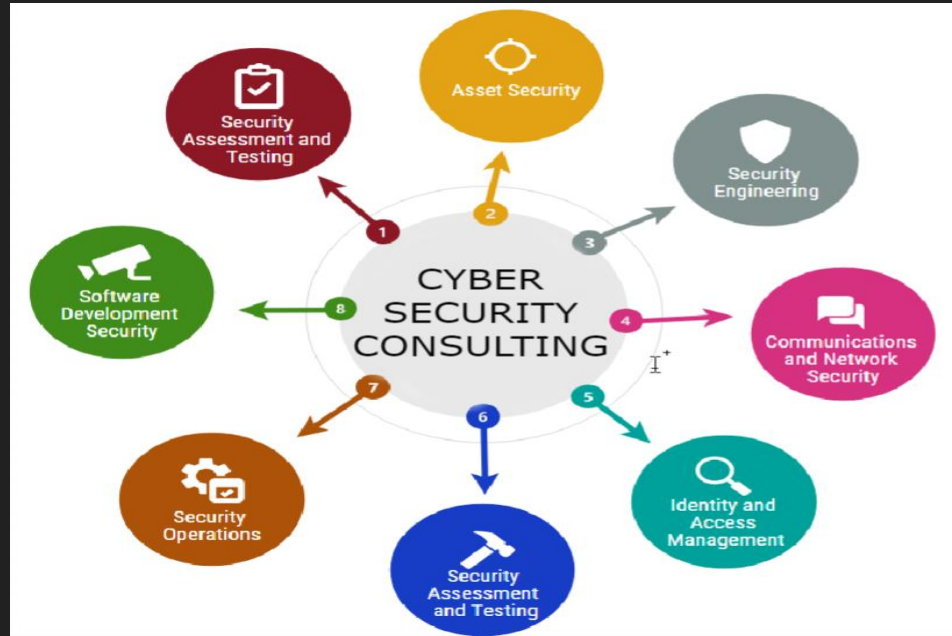 CYBER
SECURITY
CONSULTING
1
Security
Assessment and
Testing
2
Asset Security
3
Security
Engineering
4
Communications
and Network
Security
5
Identity and
Access
Management
6
Security
Assessment
and Testing
7
Security
Operations
8
Software
Development
Security